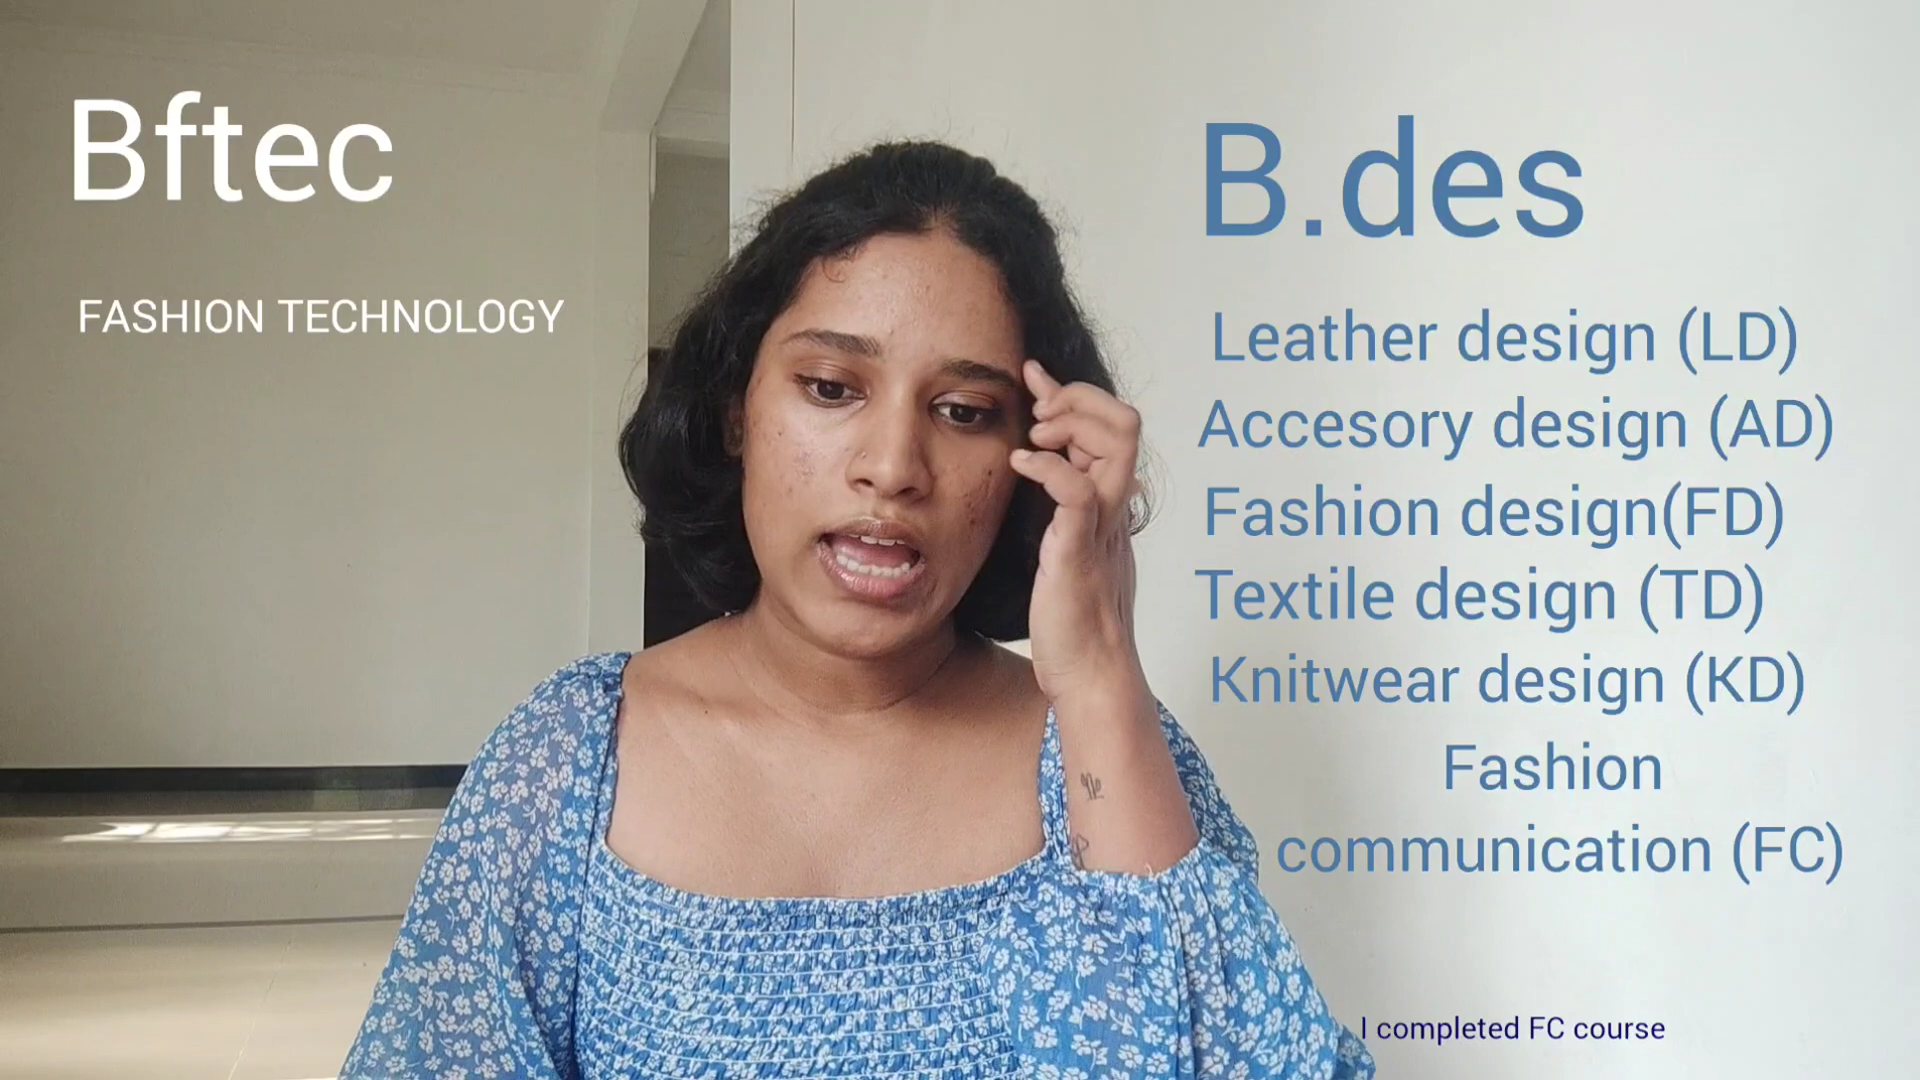 Bftec
FASHION TECHNOLOGY
B.des
Leather design (LD)
Accesory design (AD)
Fashion design(FD)
Textile design (TD)
Knitwear design (KD)
Fashion
communication (FC)
I completed FC course